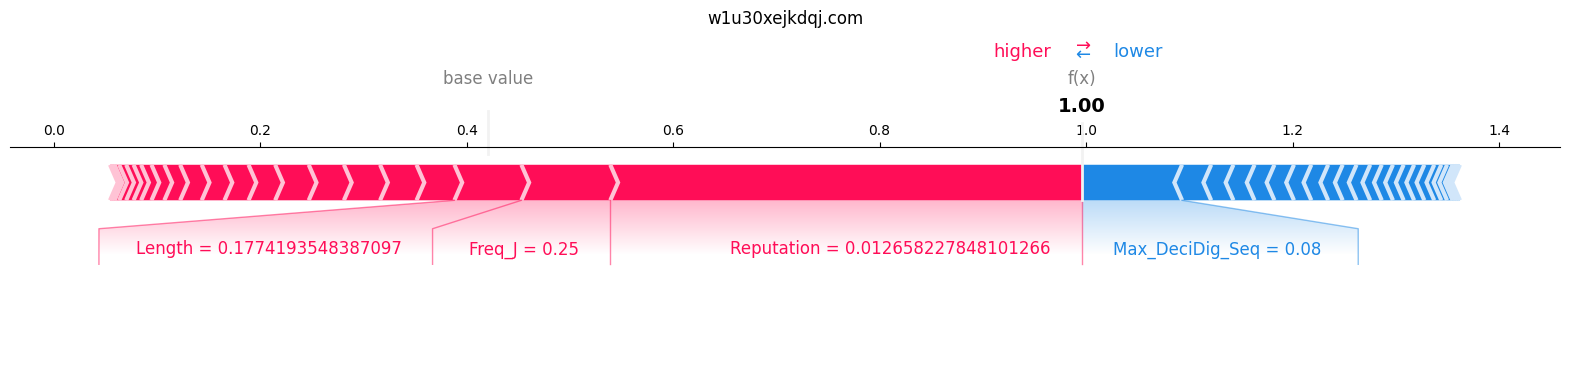 w1u30xejkdqj.com
higher ⇄ lower
base value f(x)
1.00
0.0 0.2 0.4 0.6 0.8 1.0 1.2 1.4
Length = 0.1774193548387097 Freq_J = 0.25 Reputation = 0.012658227848101266 Max_DeciDig_Seq = 0.08